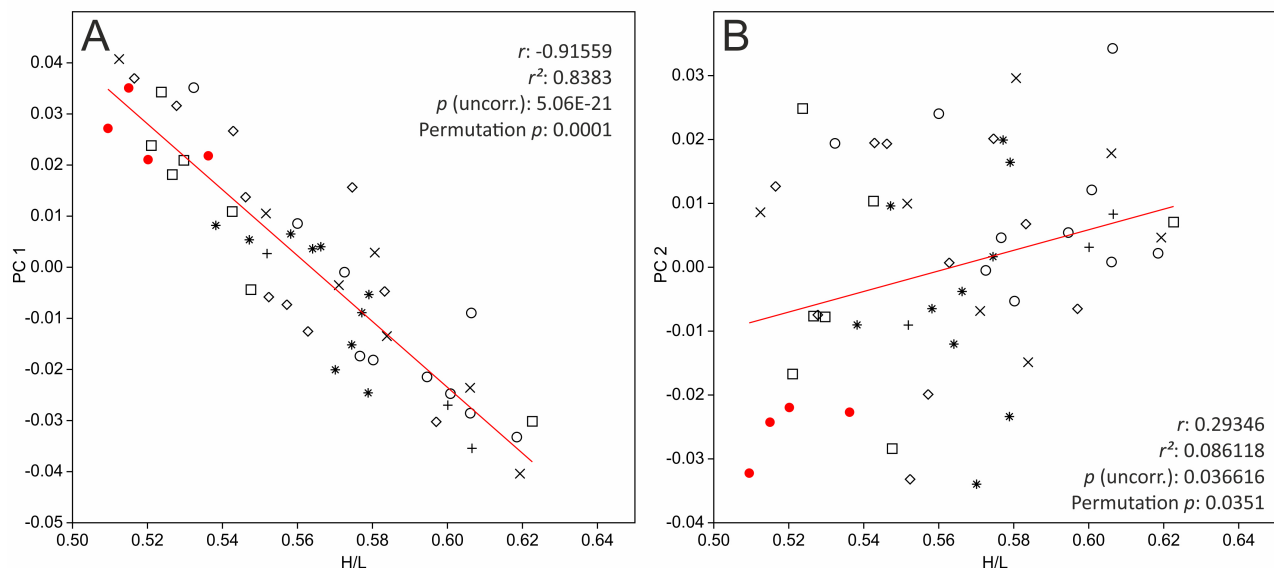 A
r: -0.91559
r²: 0.8383
p (uncorr.): 5.06E-21
Permutation p: 0.0001
PC 1
0.04
0.03
0.02
0.01
0.00
-0.01
-0.02
-0.03
-0.04
-0.05
0.50 0.52 0.54 0.56 0.58 0.60 0.62 0.64
H/L
B
PC 2
0.03
0.02
0.01
0.00
-0.01
-0.02
-0.03
-0.04
r: 0.29346
r²: 0.086118
p (uncorr.): 0.036616
Permutation p: 0.0351
0.50 0.52 0.54 0.56 0.58 0.60 0.62 0.64
H/L